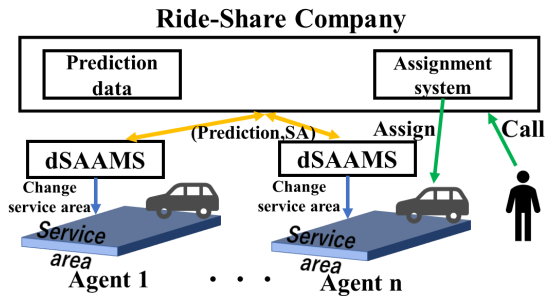 Ride-Share Company
Prediction
data
Assignment
system
(Prediction,SA)
Assign
Call
dSAAMS
dSAAMS
Change
service area
Change
service area
Service
area
Service
area
Agent 1
· · ·
Agent n